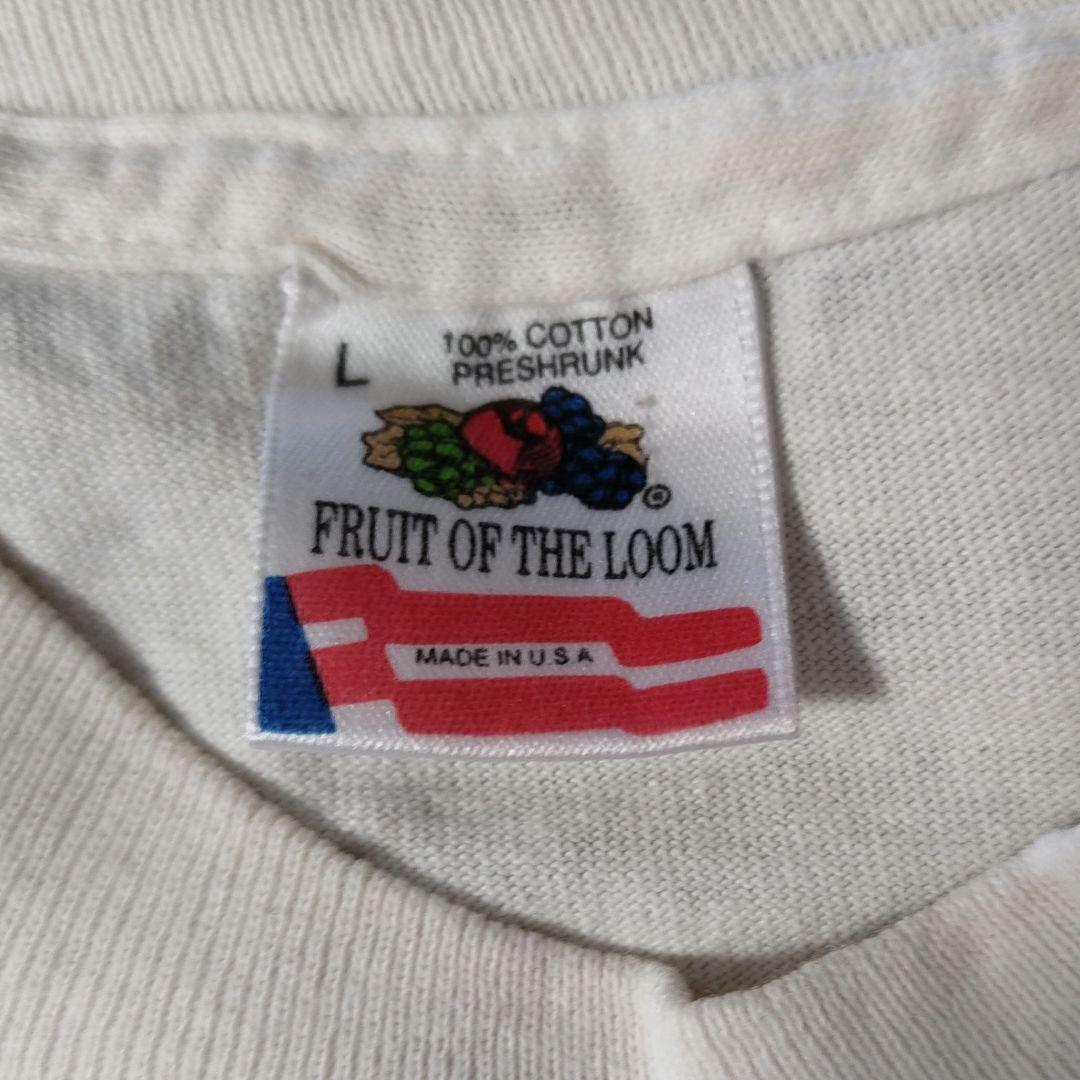 L
100% COTTON
PRESHRUNK
®
FRUIT OF THE LOOM
MADE IN U.S.A